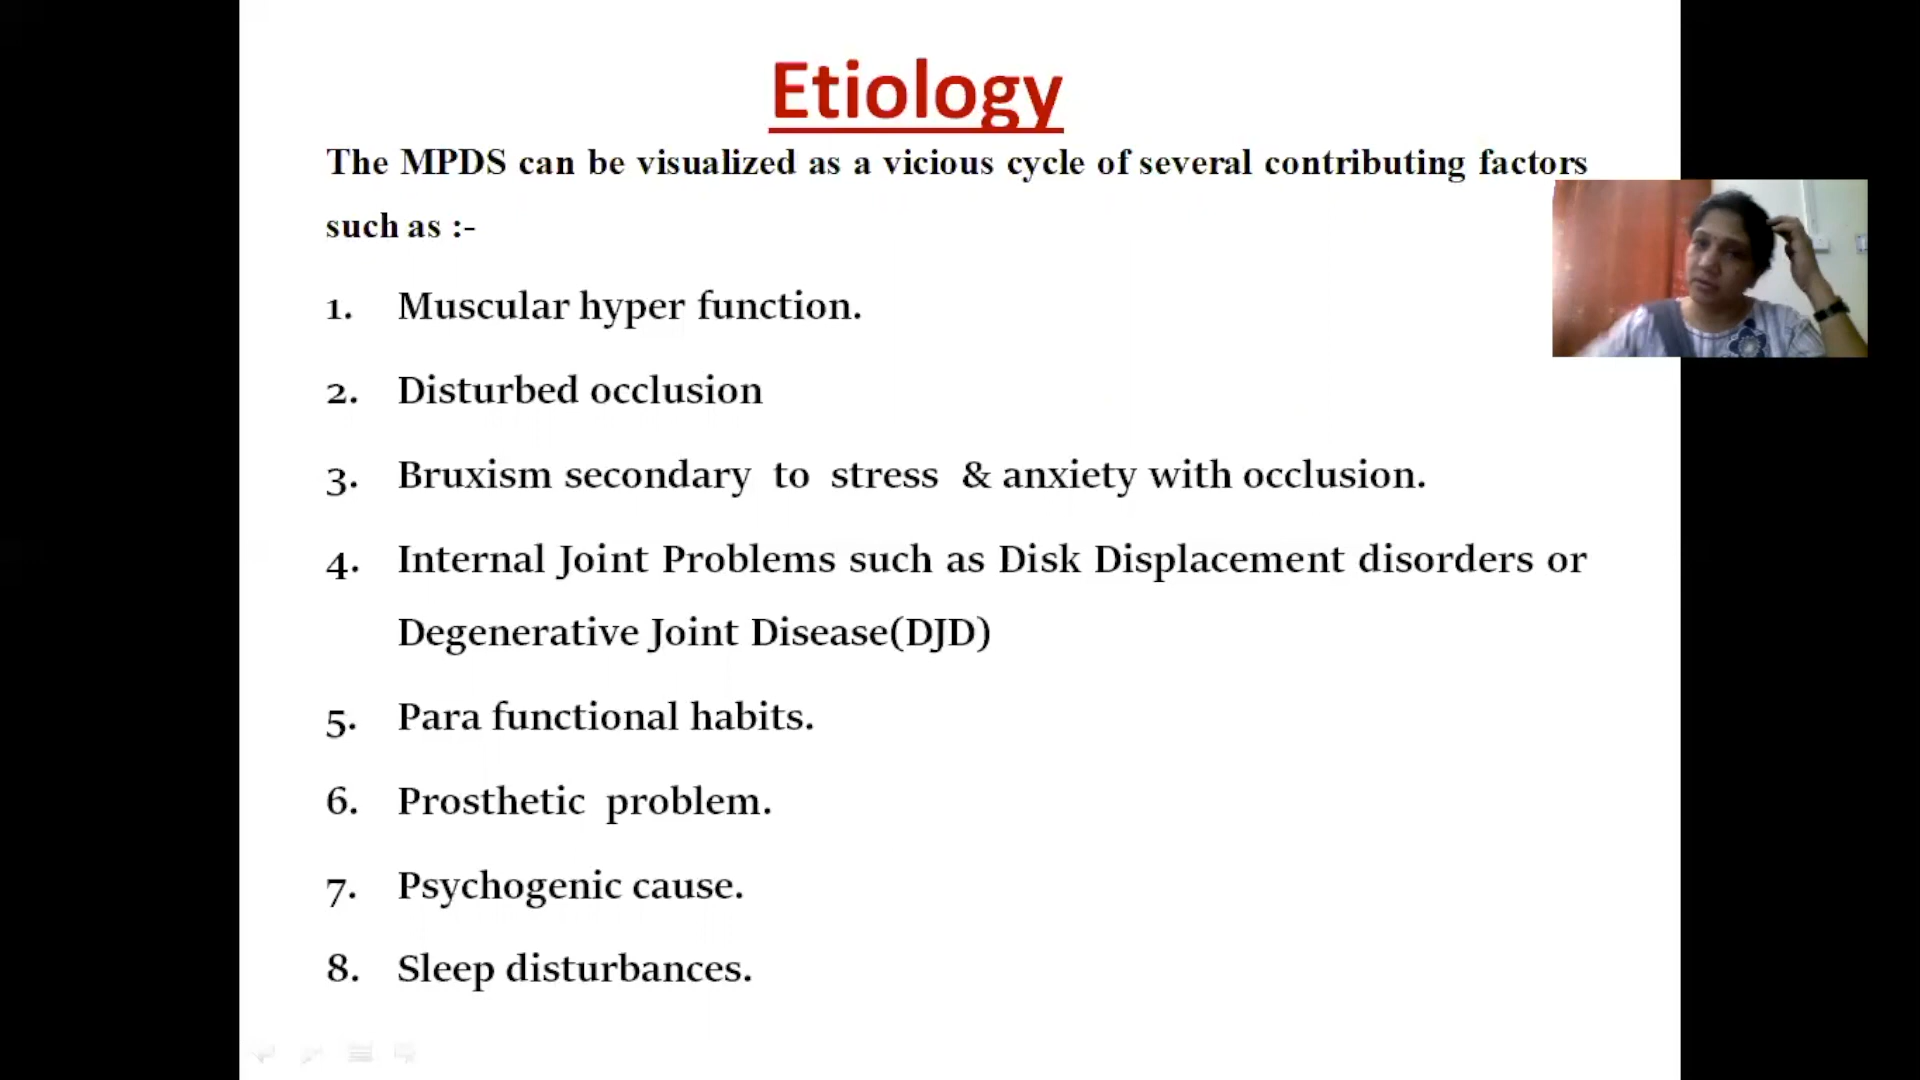 Etiology
The MPDS can be visualized as a vicious cycle of several contributing factors
such as :-
1. Muscular hyper function.
2. Disturbed occlusion
3. Bruxism secondary to stress & anxiety with occlusion.
4. Internal Joint Problems such as Disk Displacement disorders or
Degenerative Joint Disease(DJD)
5. Para functional habits.
6. Prosthetic problem.
7. Psychogenic cause.
8. Sleep disturbances.